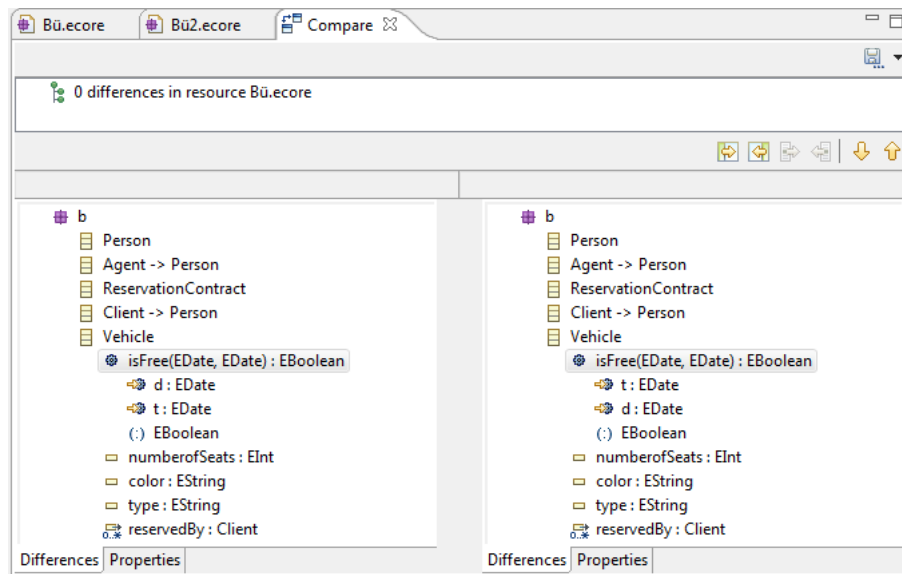 Bü.ecore Bü2.ecore Compare
0 differences in resource Bü.ecore
b
Person
Agent -> Person
ReservationContract
Client -> Person
Vehicle
isFree(EDate, EDate) : EBoolean
d : EDate
t : EDate
(:) EBoolean
numberofSeats : EInt
color : EString
type : EString
0..* reservedBy : Client
Differences Properties
b
Person
Agent -> Person
ReservationContract
Client -> Person
Vehicle
isFree(EDate, EDate) : EBoolean
t : EDate
d : EDate
(:) EBoolean
numberofSeats : EInt
color : EString
type : EString
0..* reservedBy : Client
Differences Properties